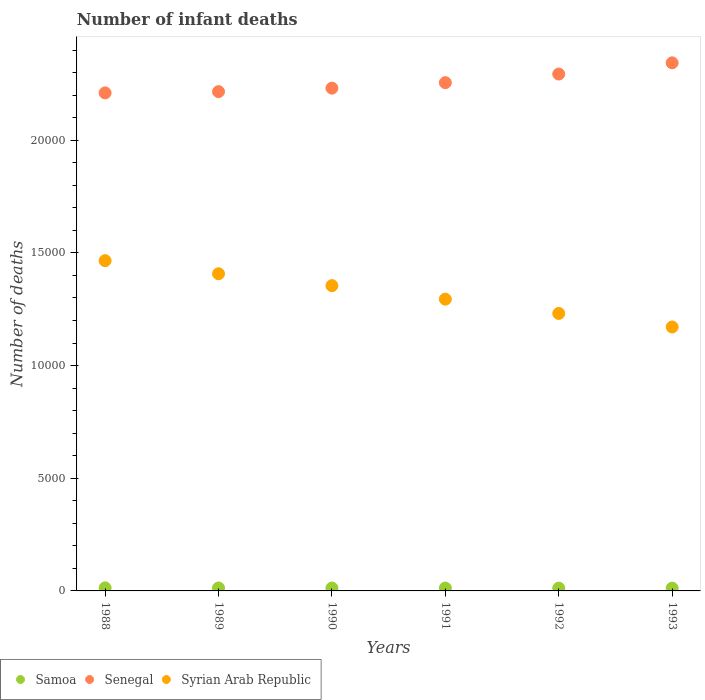 Number of infant deaths
Number of deaths
20000
15000
10000
5000
0
1988
1989
1990
1991
1992
1993
Years
Samoa
Senegal
Syrian Arab Republic